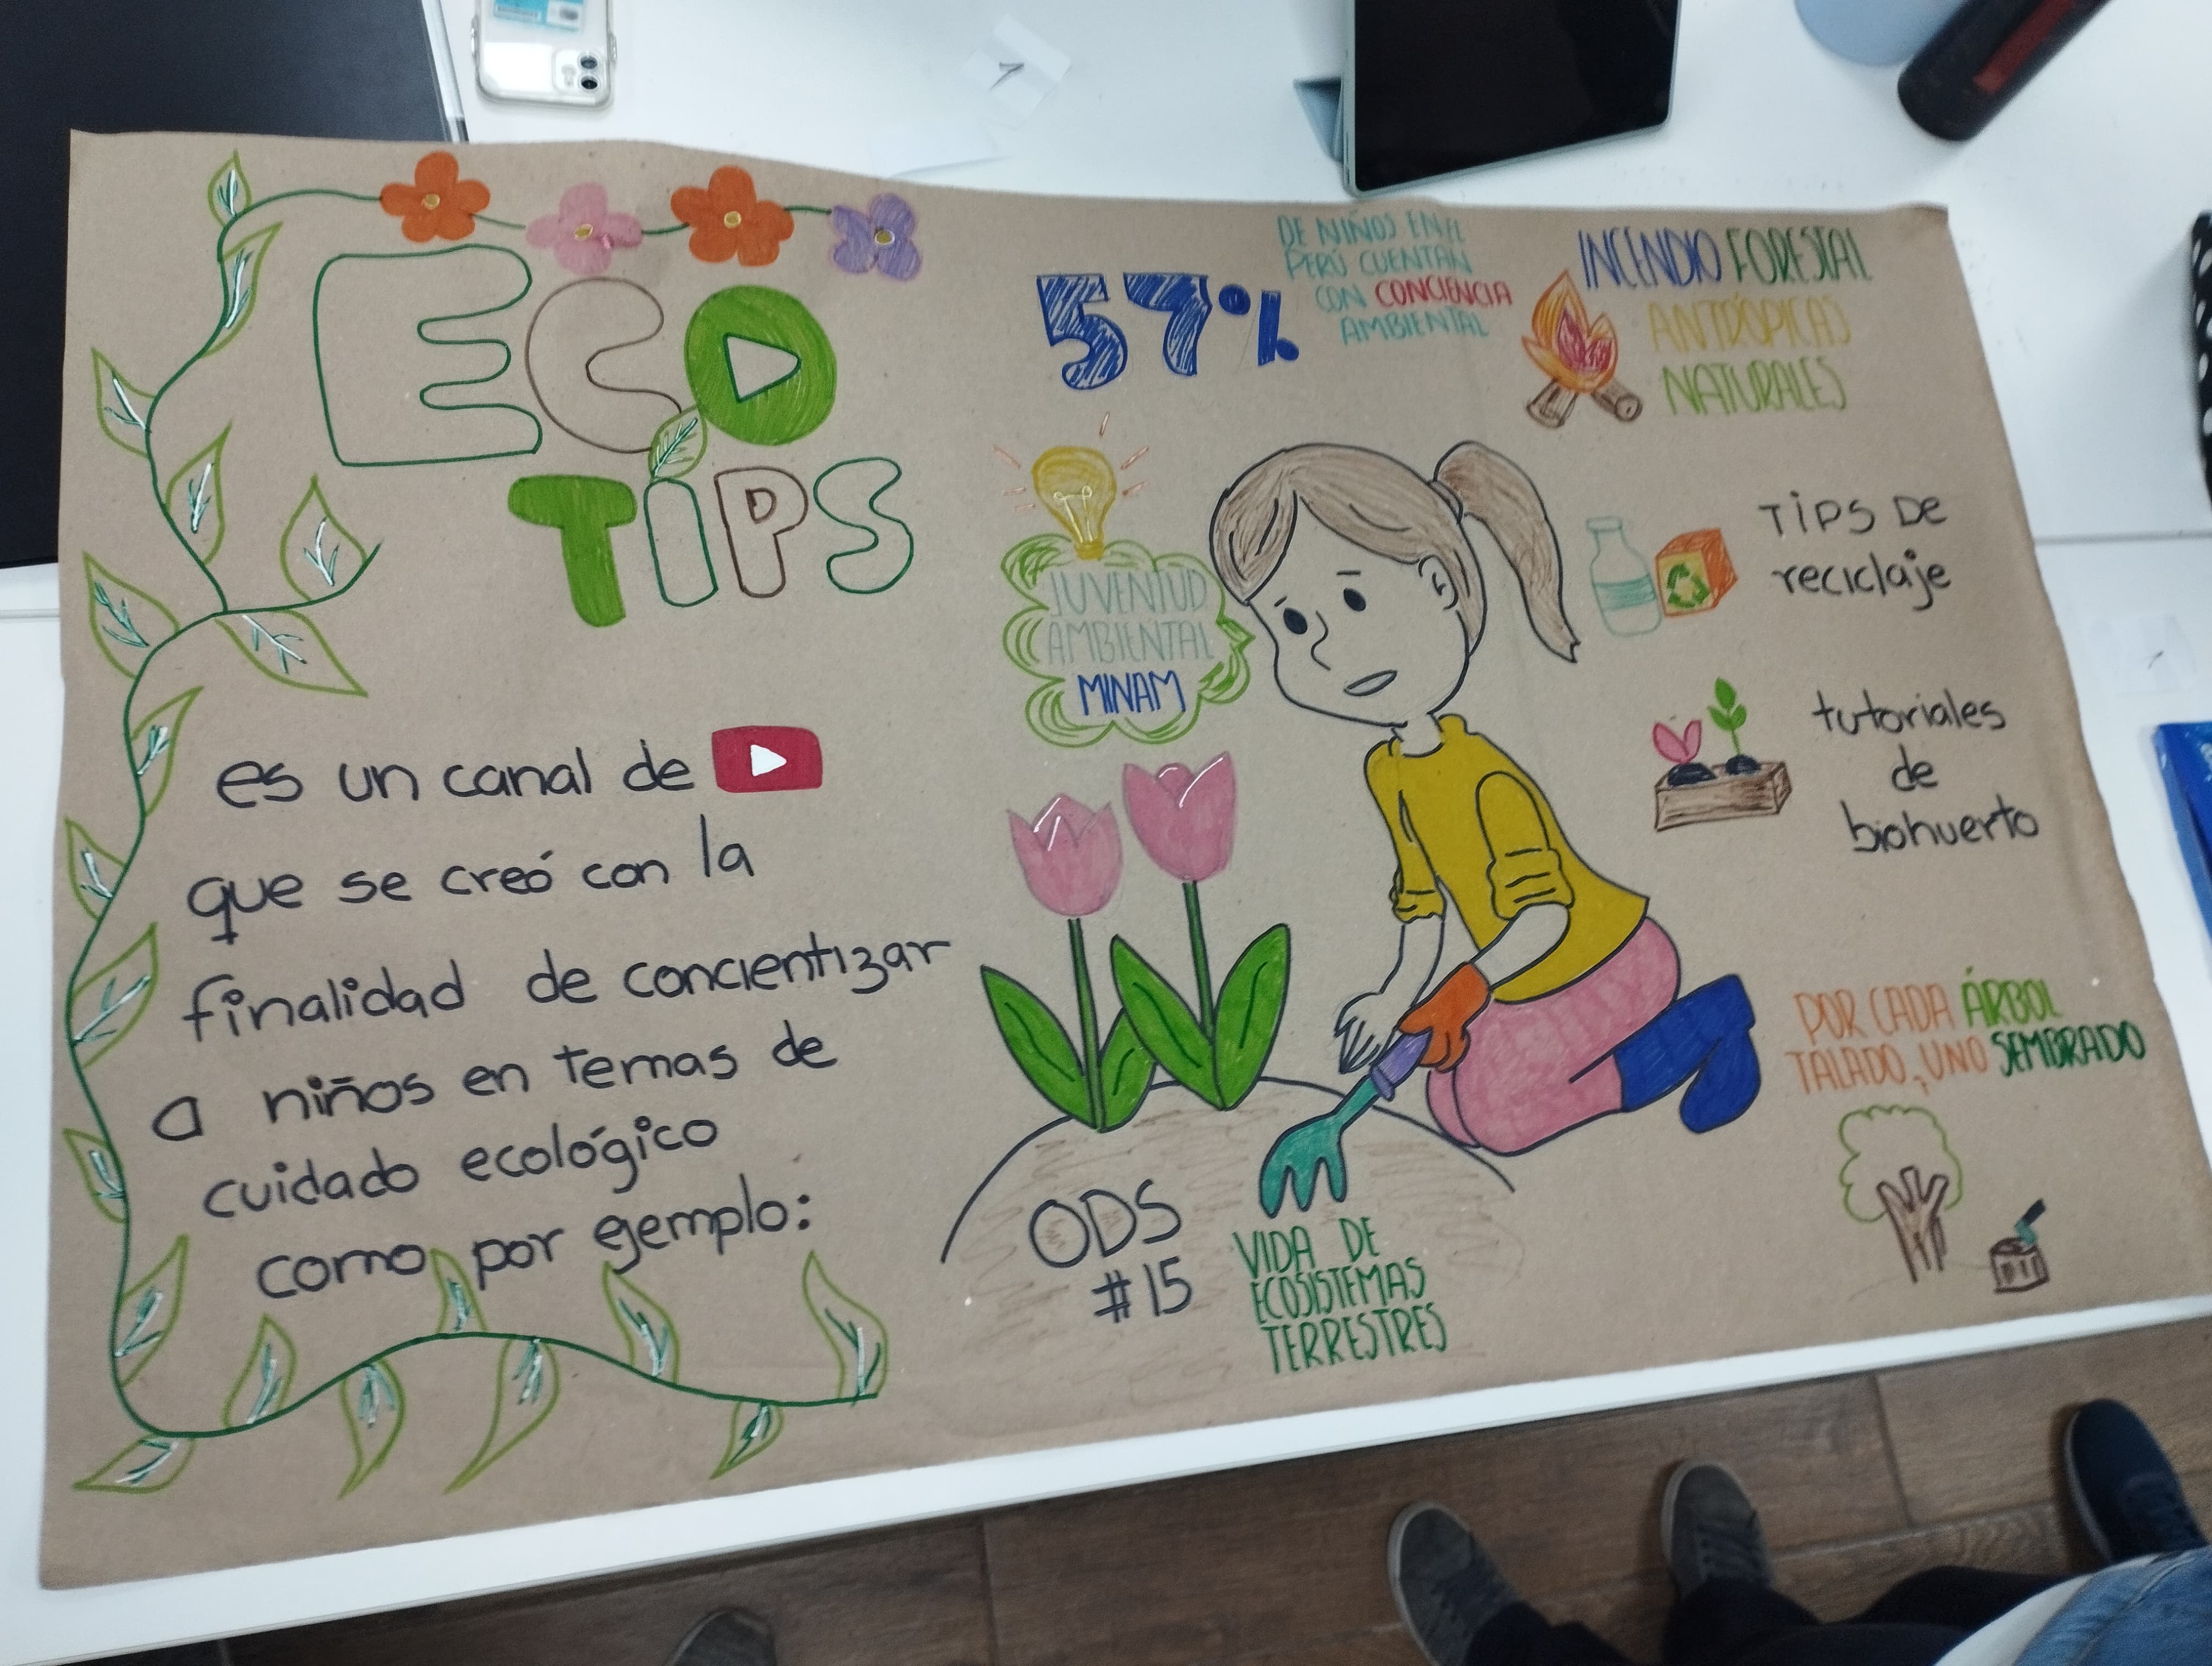 ECO
TIPS
es un canal de
que se creó con la
finalidad de concientizar
a niños en temas de
cuidado ecológico
como por ejemplo:
57%
DE NIÑOS EN EL
PERÚ CUENTAN
CON CONCIENCIA
AMBIENTAL
INCENDIO FORESTAL
ANTRÓPICAS
NATURALES
JUVENTUD
AMBIENTAL
MINAM
TIPS DE
reciclaje
tutoriales
de
biohuerto
POR CADA ÁRBOL
TALADO, UNO SEMBRADO
ODS
#15
VIDA DE
ECOSISTEMAS
TERRESTRES